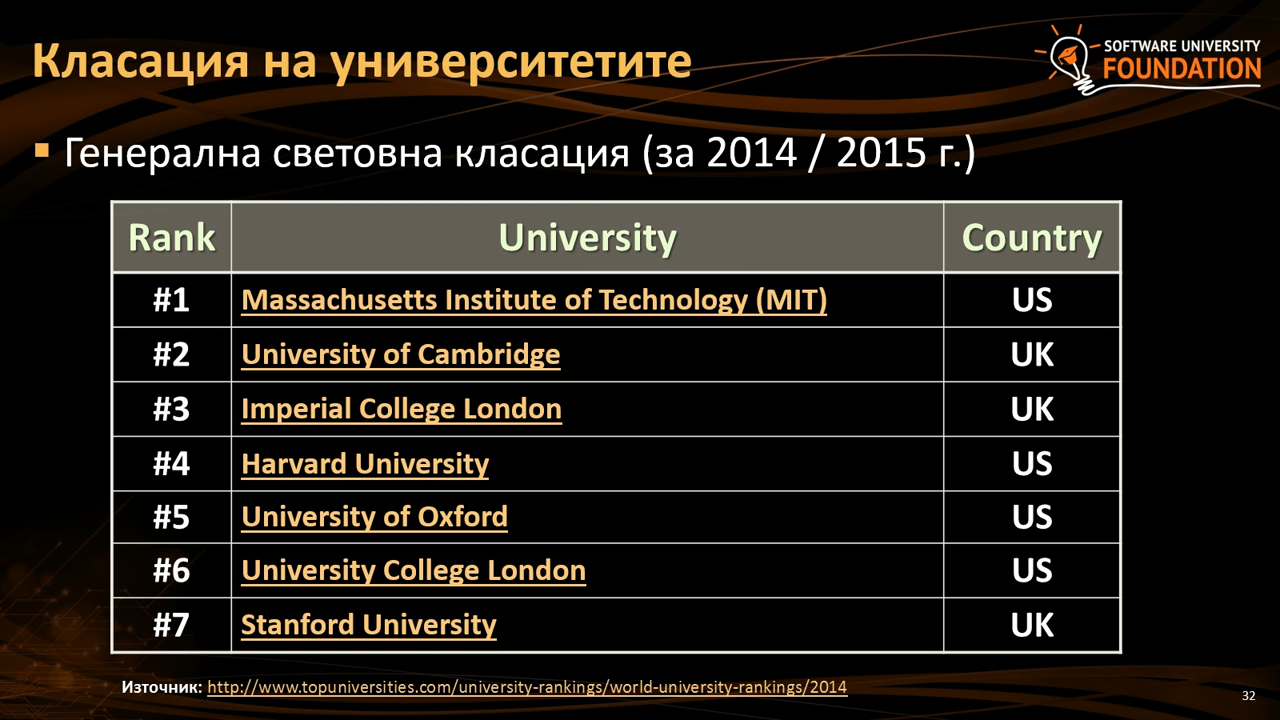 Класация на университетите
SOFTWARE UNIVERSITY
FOUNDATION
Генерална световна класация (за 2014 / 2015 г.)
Rank University Country
#1 Massachusetts Institute of Technology (MIT) US
#2 University of Cambridge UK
#3 Imperial College London UK
#4 Harvard University US
#5 University of Oxford US
#6 University College London US
#7 Stanford University UK
Източник: http://www.topuniversities.com/university-rankings/world-university-rankings/2014
32